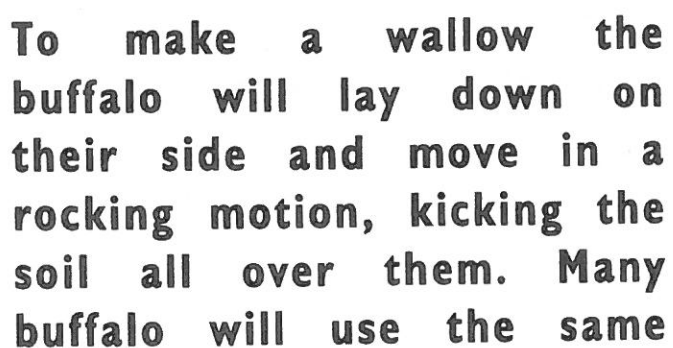 To make a wallow the
buffalo will lay down on
their side and move in a
rocking motion, kicking the
soil all over them. Many
buffalo will use the same